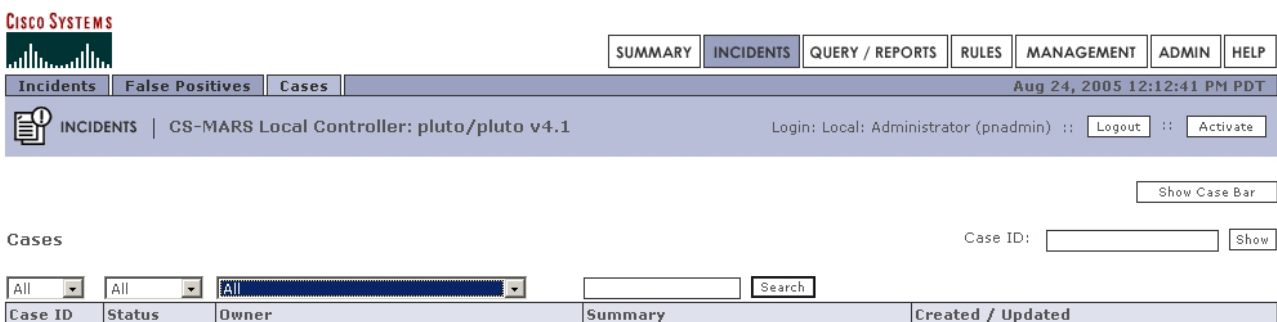 CISCO SYSTEMS
SUMMARY INCIDENTS QUERY / REPORTS RULES MANAGEMENT ADMIN HELP
Incidents False Positives Cases Aug 24, 2005 12:12:41 PM PDT
INCIDENTS | CS-MARS Local Controller: pluto/pluto v4.1 Login: Local: Administrator (pnadmin) :: Logout :: Activate
Show Case Bar
Cases Case ID: Show
All All All Search
Case ID Status Owner Summary Created / Updated